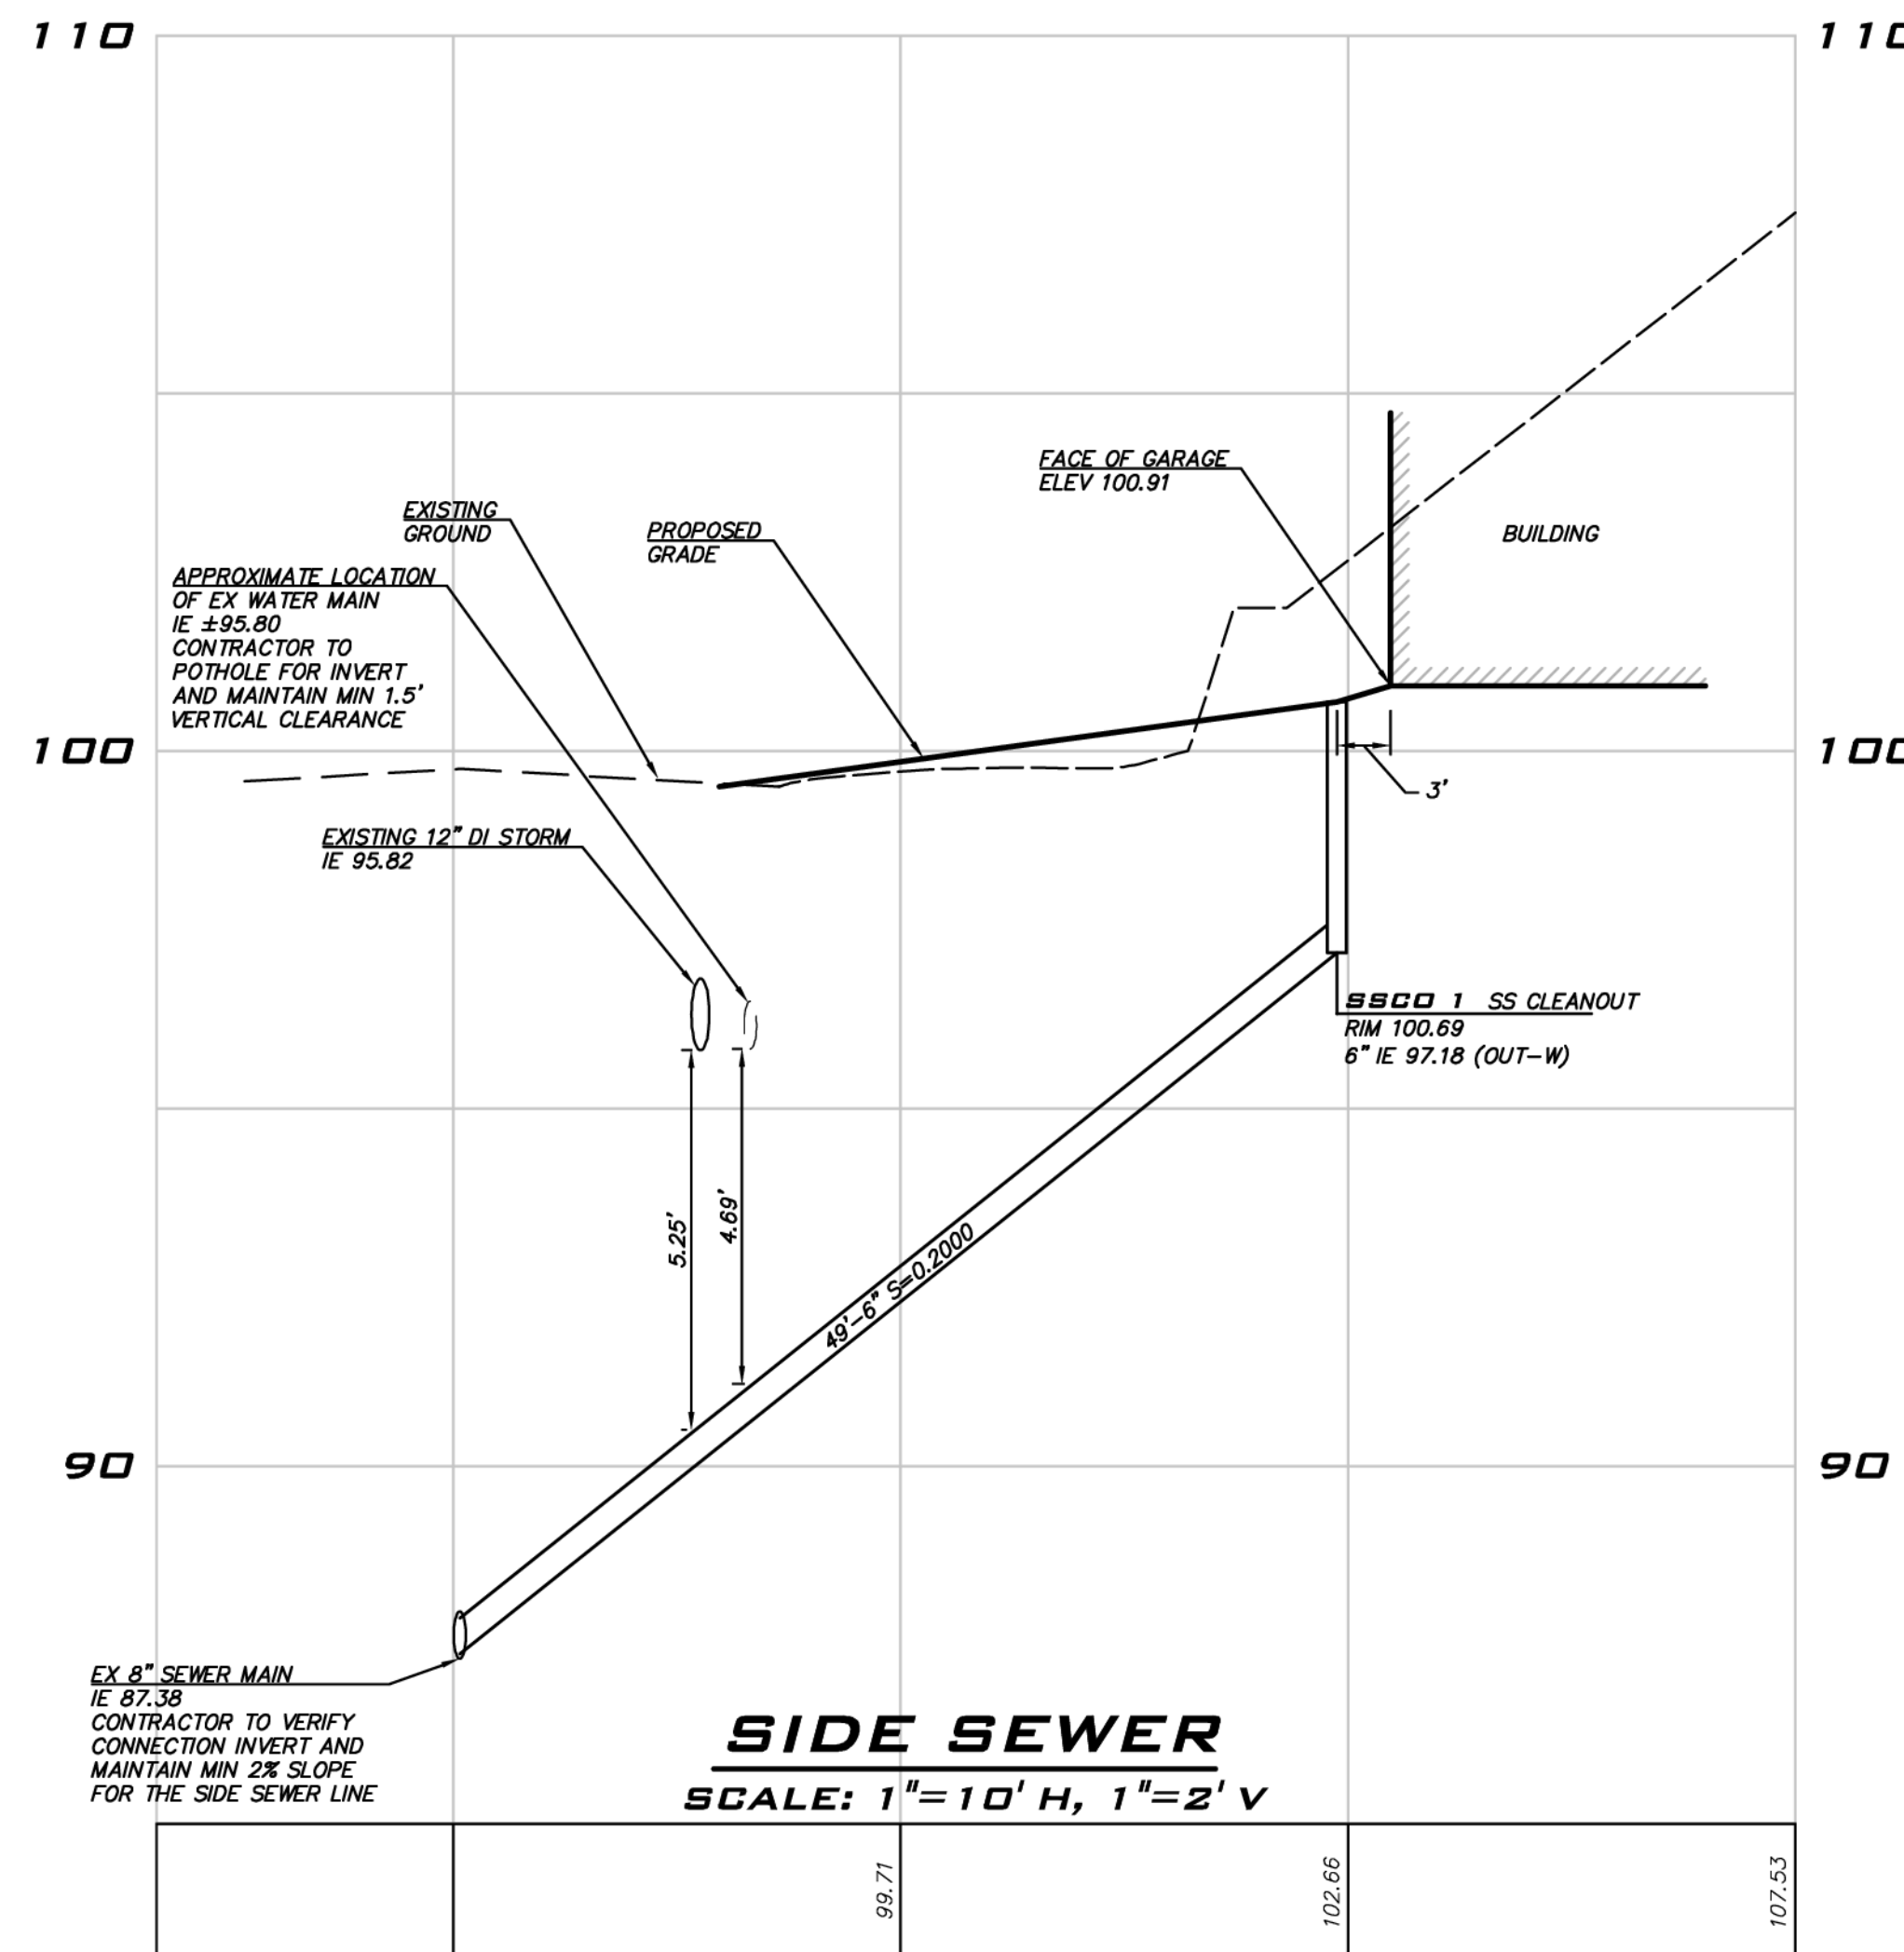 110
110
FACE OF GARAGE
ELEV 100.91
EXISTING
GROUND
PROPOSED
GRADE
BUILDING
APPROXIMATE LOCATION
OF EX WATER MAIN
IE ±95.80
CONTRACTOR TO
POTHOLE FOR INVERT
AND MAINTAIN MIN 1.5'
VERTICAL CLEARANCE
100
100
3'
EXISTING 12" DI STORM
IE 95.82
SSCO 1 SS CLEANOUT
RIM 100.69
6" IE 97.18 (OUT-W)
5.25'
4.69'
49'-6" S=0.2000
90
90
EX 8" SEWER MAIN
IE 87.38
CONTRACTOR TO VERIFY
CONNECTION INVERT AND
MAINTAIN MIN 2% SLOPE
FOR THE SIDE SEWER LINE
SIDE SEWER
SCALE: 1"=10' H, 1"=2' V
99.71
102.66
107.53